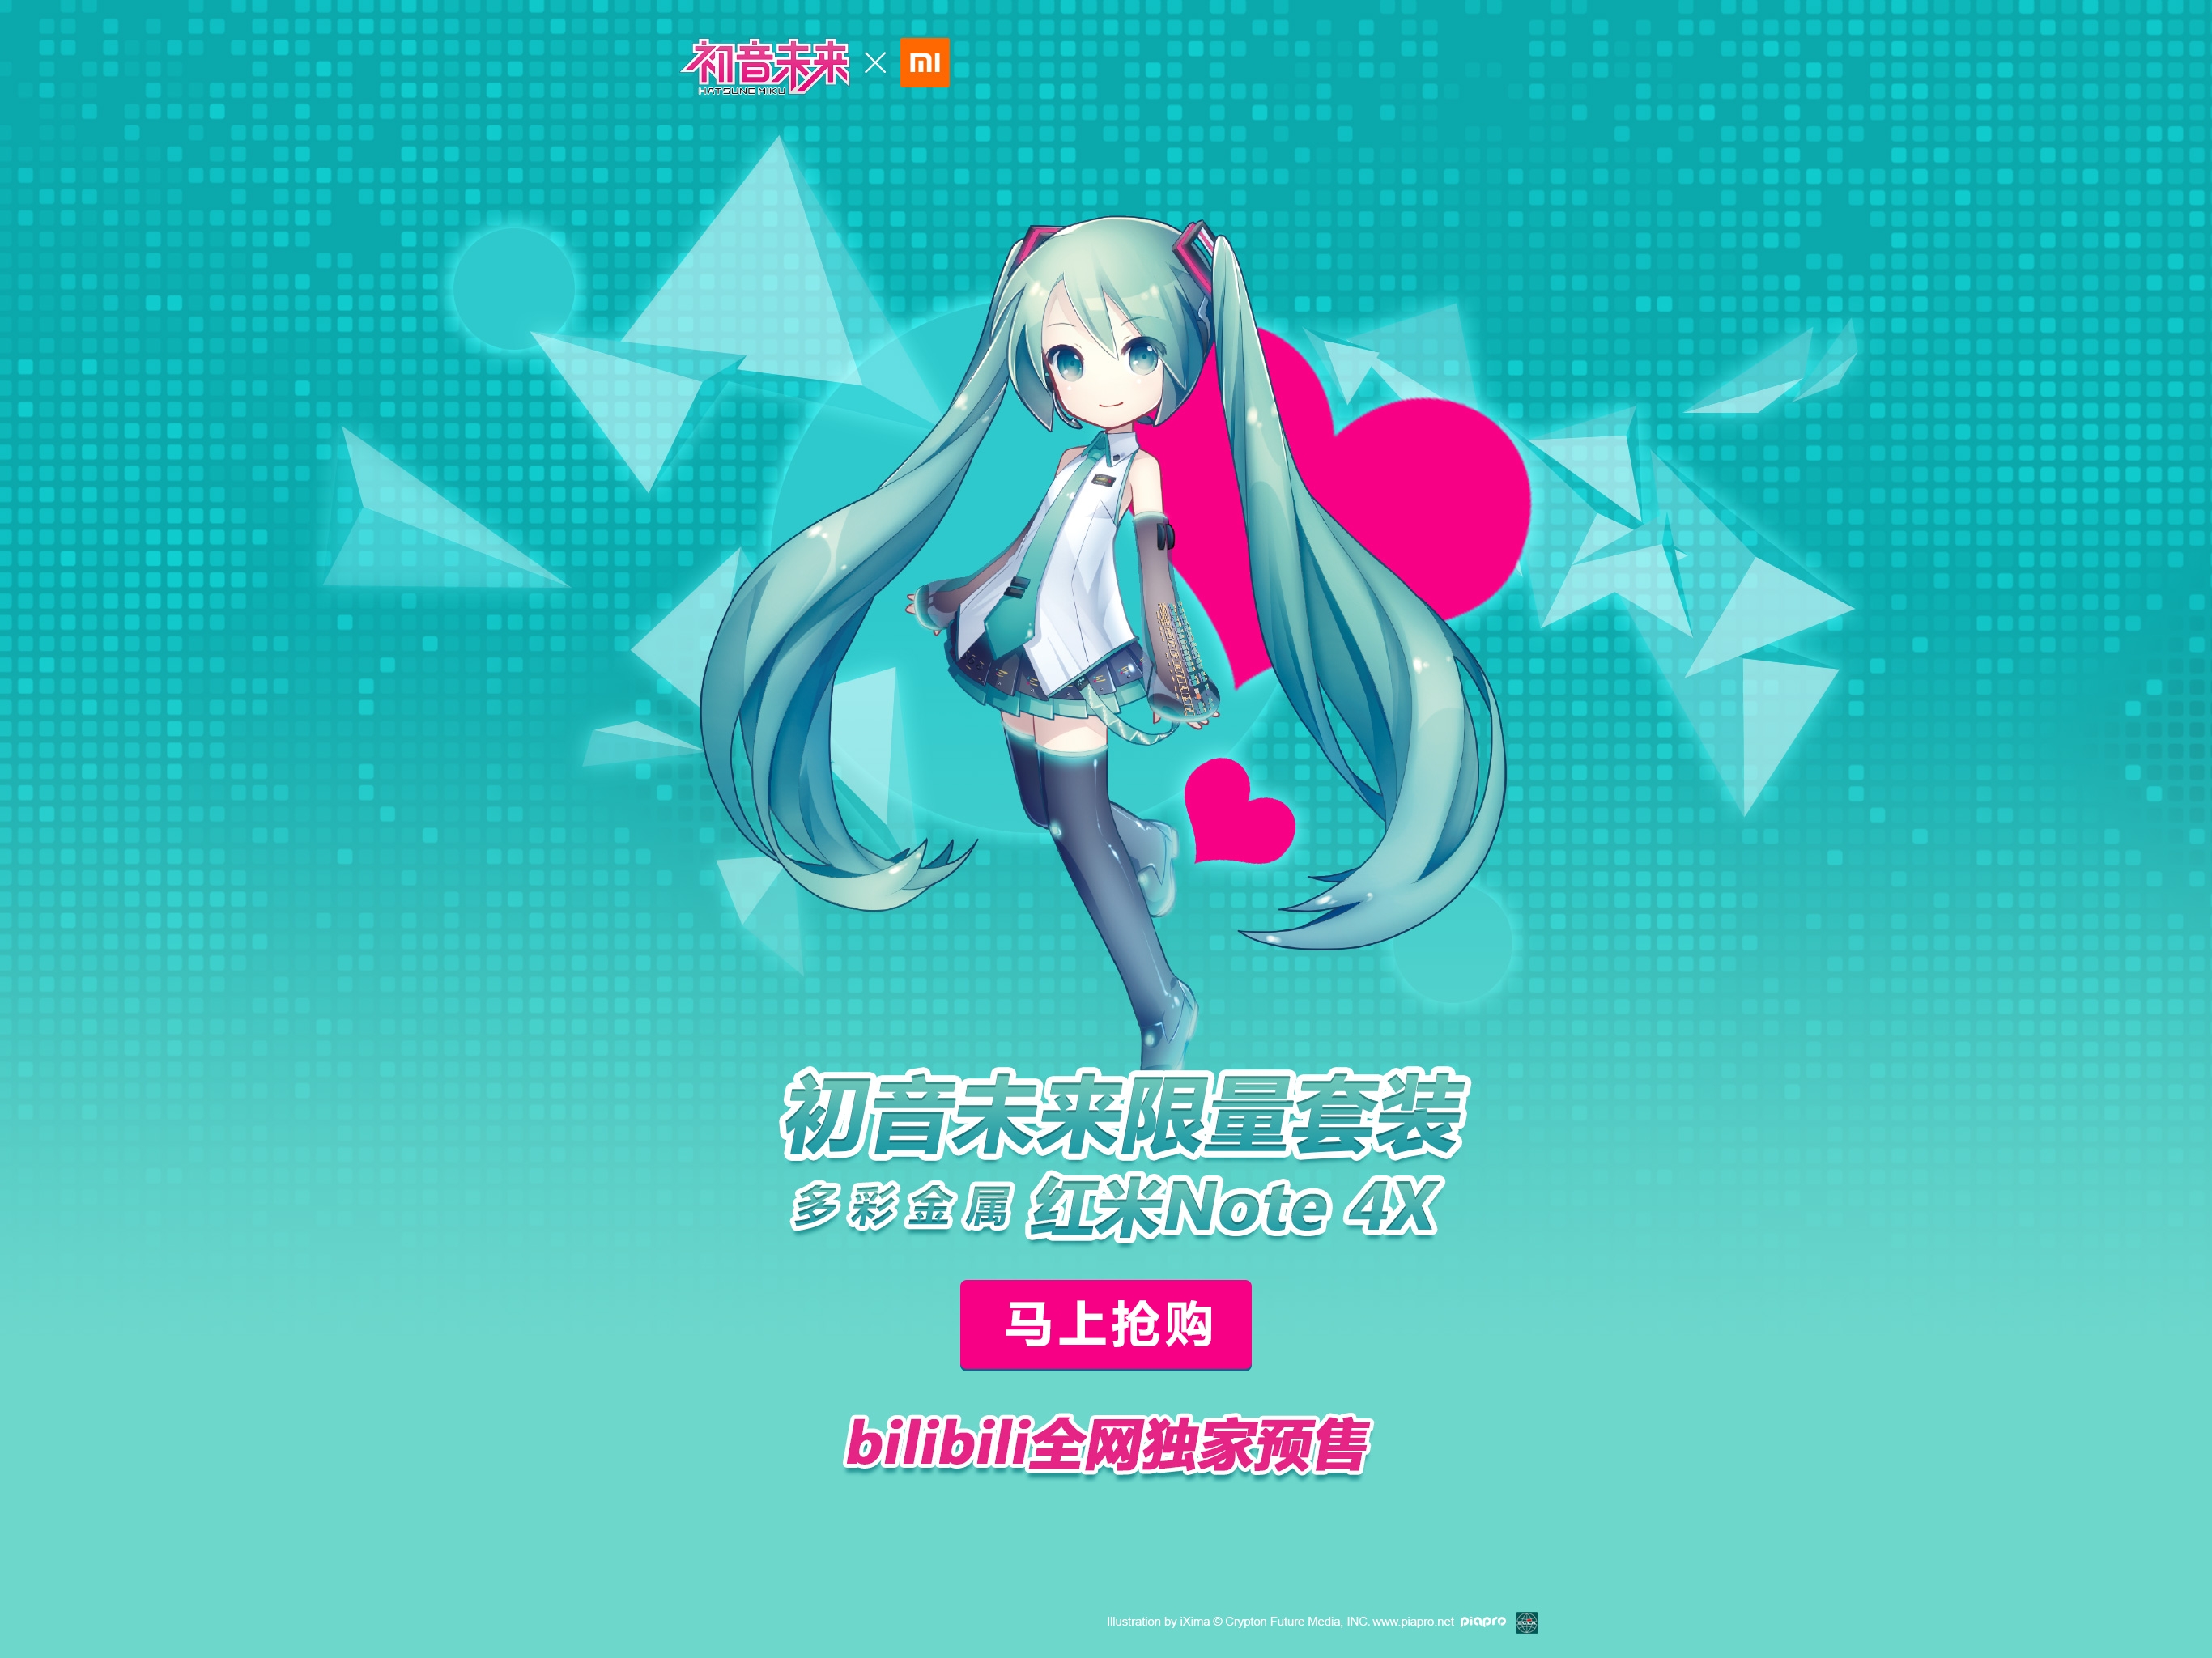 初音未来
HATSUNE MIKU
× mi
初音未来限量套装
多彩金属 红米Note 4X
马上抢购
bilibili全网独家预售
Illustration by iXima © Crypton Future Media, INC. www.piapro.net piapro